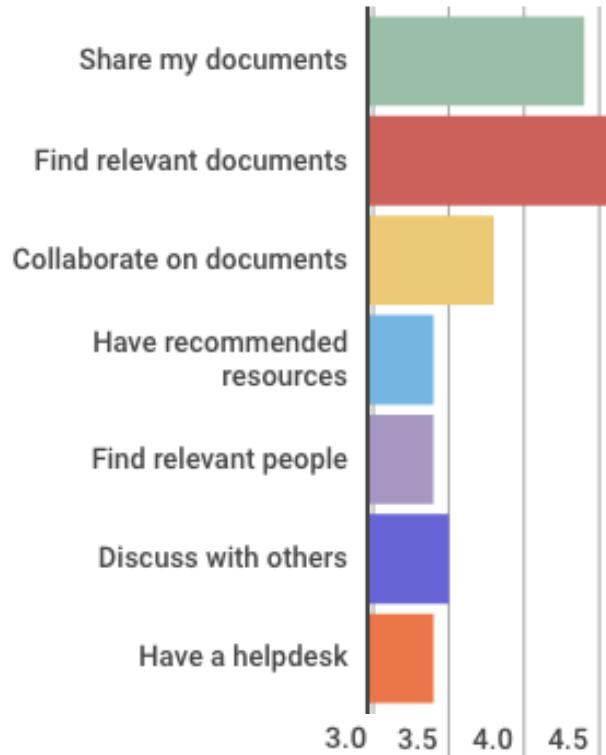 Share my documents
Find relevant documents
Collaborate on documents
Have recommended
resources
Find relevant people
Discuss with others
Have a helpdesk
3.0 3.5 4.0 4.5